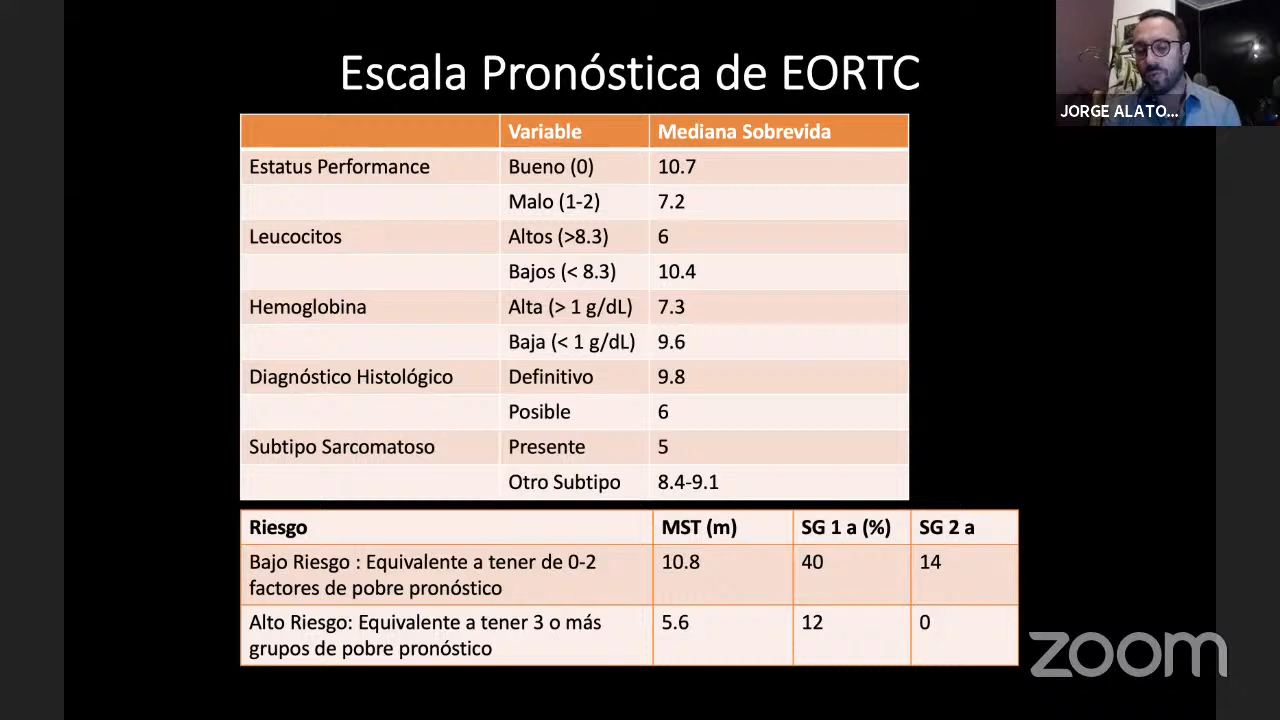 Escala Pronóstica de EORTC
JORGE ALATO...
Variable Mediana Sobrevida
Estatus Performance Bueno (0) 10.7
Malo (1-2) 7.2
Leucocitos Altos (>8.3) 6
Bajos (< 8.3) 10.4
Hemoglobina Alta (> 1 g/dL) 7.3
Baja (< 1 g/dL) 9.6
Diagnóstico Histológico Definitivo 9.8
Posible 6
Subtipo Sarcomatoso Presente 5
Otro Subtipo 8.4-9.1
Riesgo MST (m) SG 1 a (%) SG 2 a
Bajo Riesgo : Equivalente a tener de 0-2 10.8 40 14
factores de pobre pronóstico
Alto Riesgo: Equivalente a tener 3 o más 5.6 12 0
grupos de pobre pronóstico
zoom